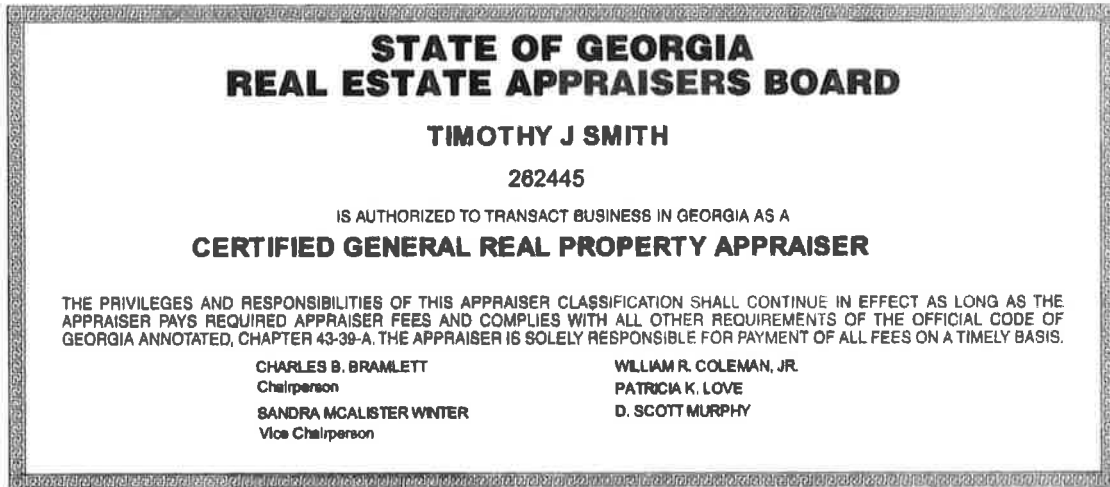 STATE OF GEORGIA
REAL ESTATE APPRAISERS BOARD
TIMOTHY J SMITH
262445
IS AUTHORIZED TO TRANSACT BUSINESS IN GEORGIA AS A
CERTIFIED GENERAL REAL PROPERTY APPRAISER
THE PRIVILEGES AND RESPONSIBILITIES OF THIS APPRAISER CLASSIFICATION SHALL CONTINUE IN EFFECT AS LONG AS THE
APPRAISER PAYS REQUIRED APPRAISER FEES AND COMPLIES WITH ALL OTHER REQUIREMENTS OF THE OFFICIAL CODE OF
GEORGIA ANNOTATED, CHAPTER 43-39-A. THE APPRAISER IS SOLELY RESPONSIBLE FOR PAYMENT OF ALL FEES ON A TIMELY BASIS.
CHARLES B. BRAMLETT
Chairperson
SANDRA MCALISTER WINTER
Vice Chairperson
WILLIAM R. COLEMAN, JR.
PATRICIA K. LOVE
D. SCOTT MURPHY